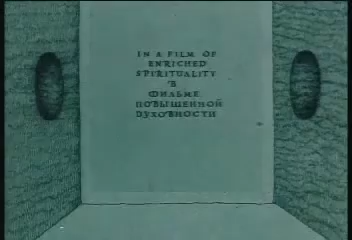 IN A FILM OF
ENRICHED
SPIRITUALITY
В
ФИЛЬМЕ
ПОВЫШЕННОЙ
ДУХОВНОСТИ